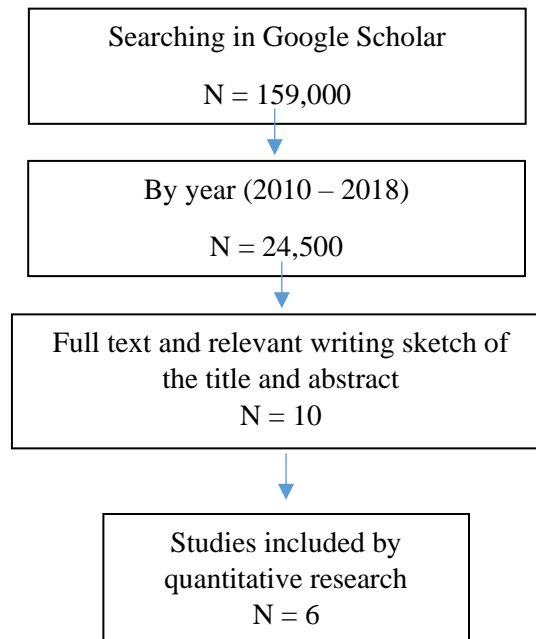 Searching in Google Scholar
N = 159,000
By year (2010 – 2018)
N = 24,500
Full text and relevant writing sketch of
the title and abstract
N = 10
Studies included by
quantitative research
N = 6